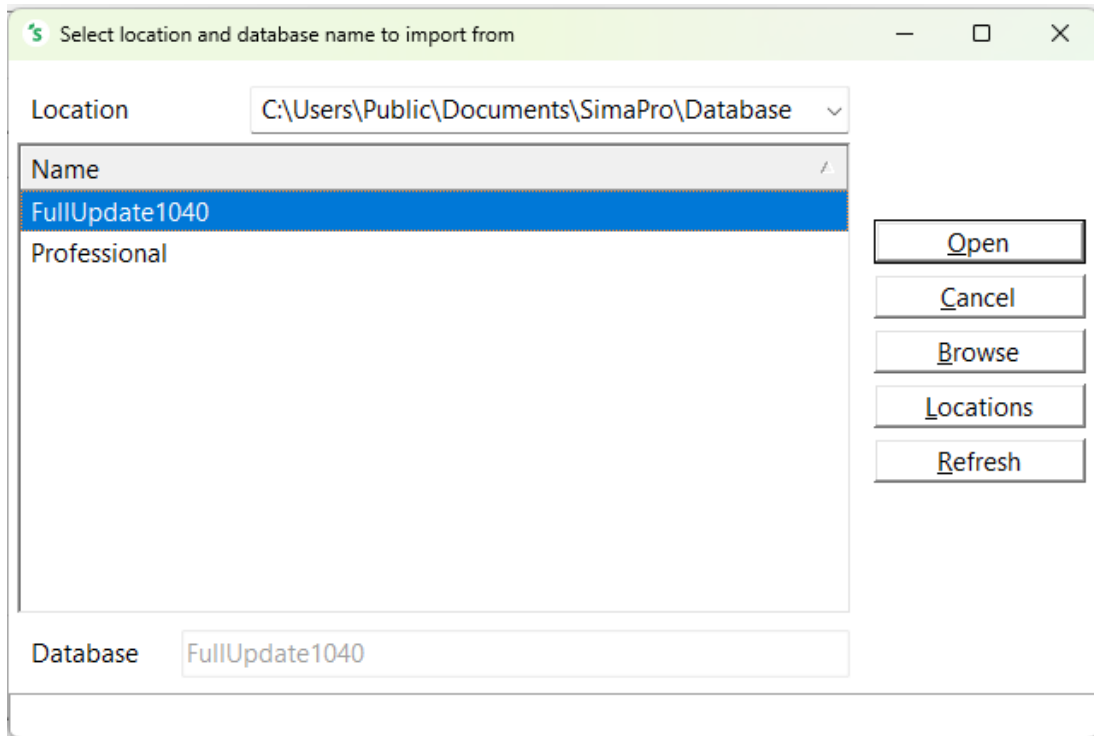 Select location and database name to import from
Location C:\Users\Public\Documents\SimaPro\Database
Name
FullUpdate1040
Professional
Open
Cancel
Browse
Locations
Refresh
Database FullUpdate1040